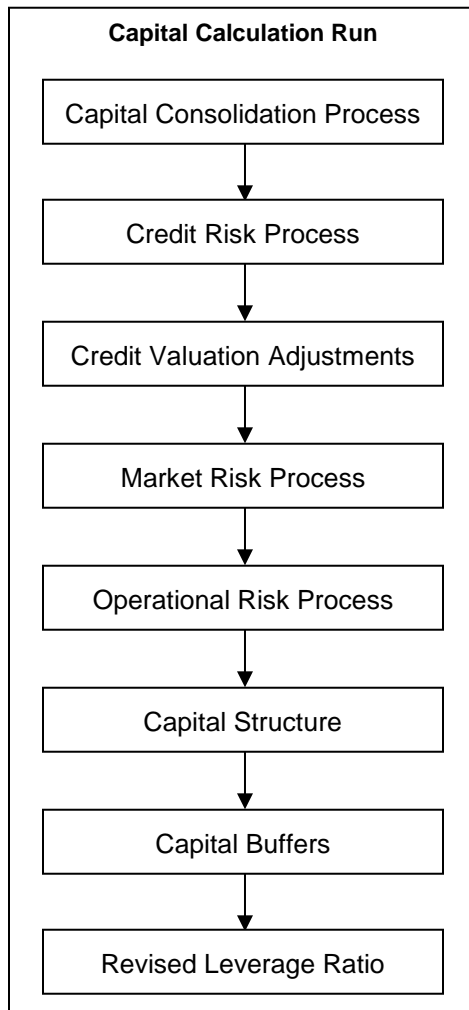 Capital Calculation Run
Capital Consolidation Process
Credit Risk Process
Credit Valuation Adjustments
Market Risk Process
Operational Risk Process
Capital Structure
Capital Buffers
Revised Leverage Ratio